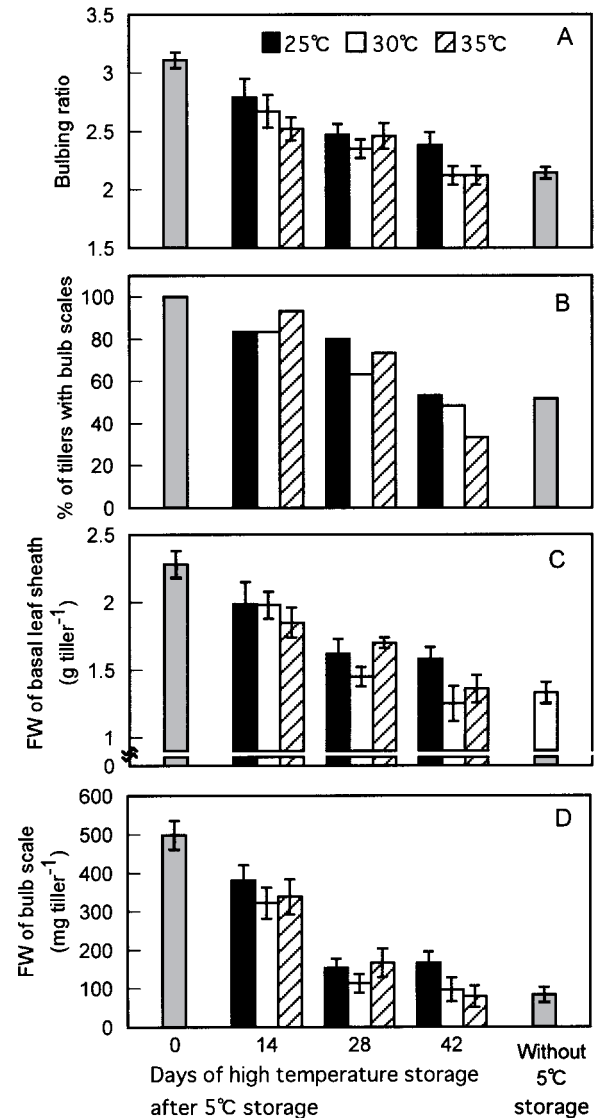 3.5
3
2.5
2
1.5
Bulbing ratio
25℃ 30℃ 35℃
A
100
80
60
40
20
0
% of tillers with bulb scales
B
2.5
2
1.5
1
0
FW of basal leaf sheath
(g tiller⁻¹)
C
600
500
400
300
200
100
0
FW of bulb scale
(mg tiller⁻¹)
D
0 14 28 42 Without
5℃
storage
Days of high temperature storage
after 5℃ storage